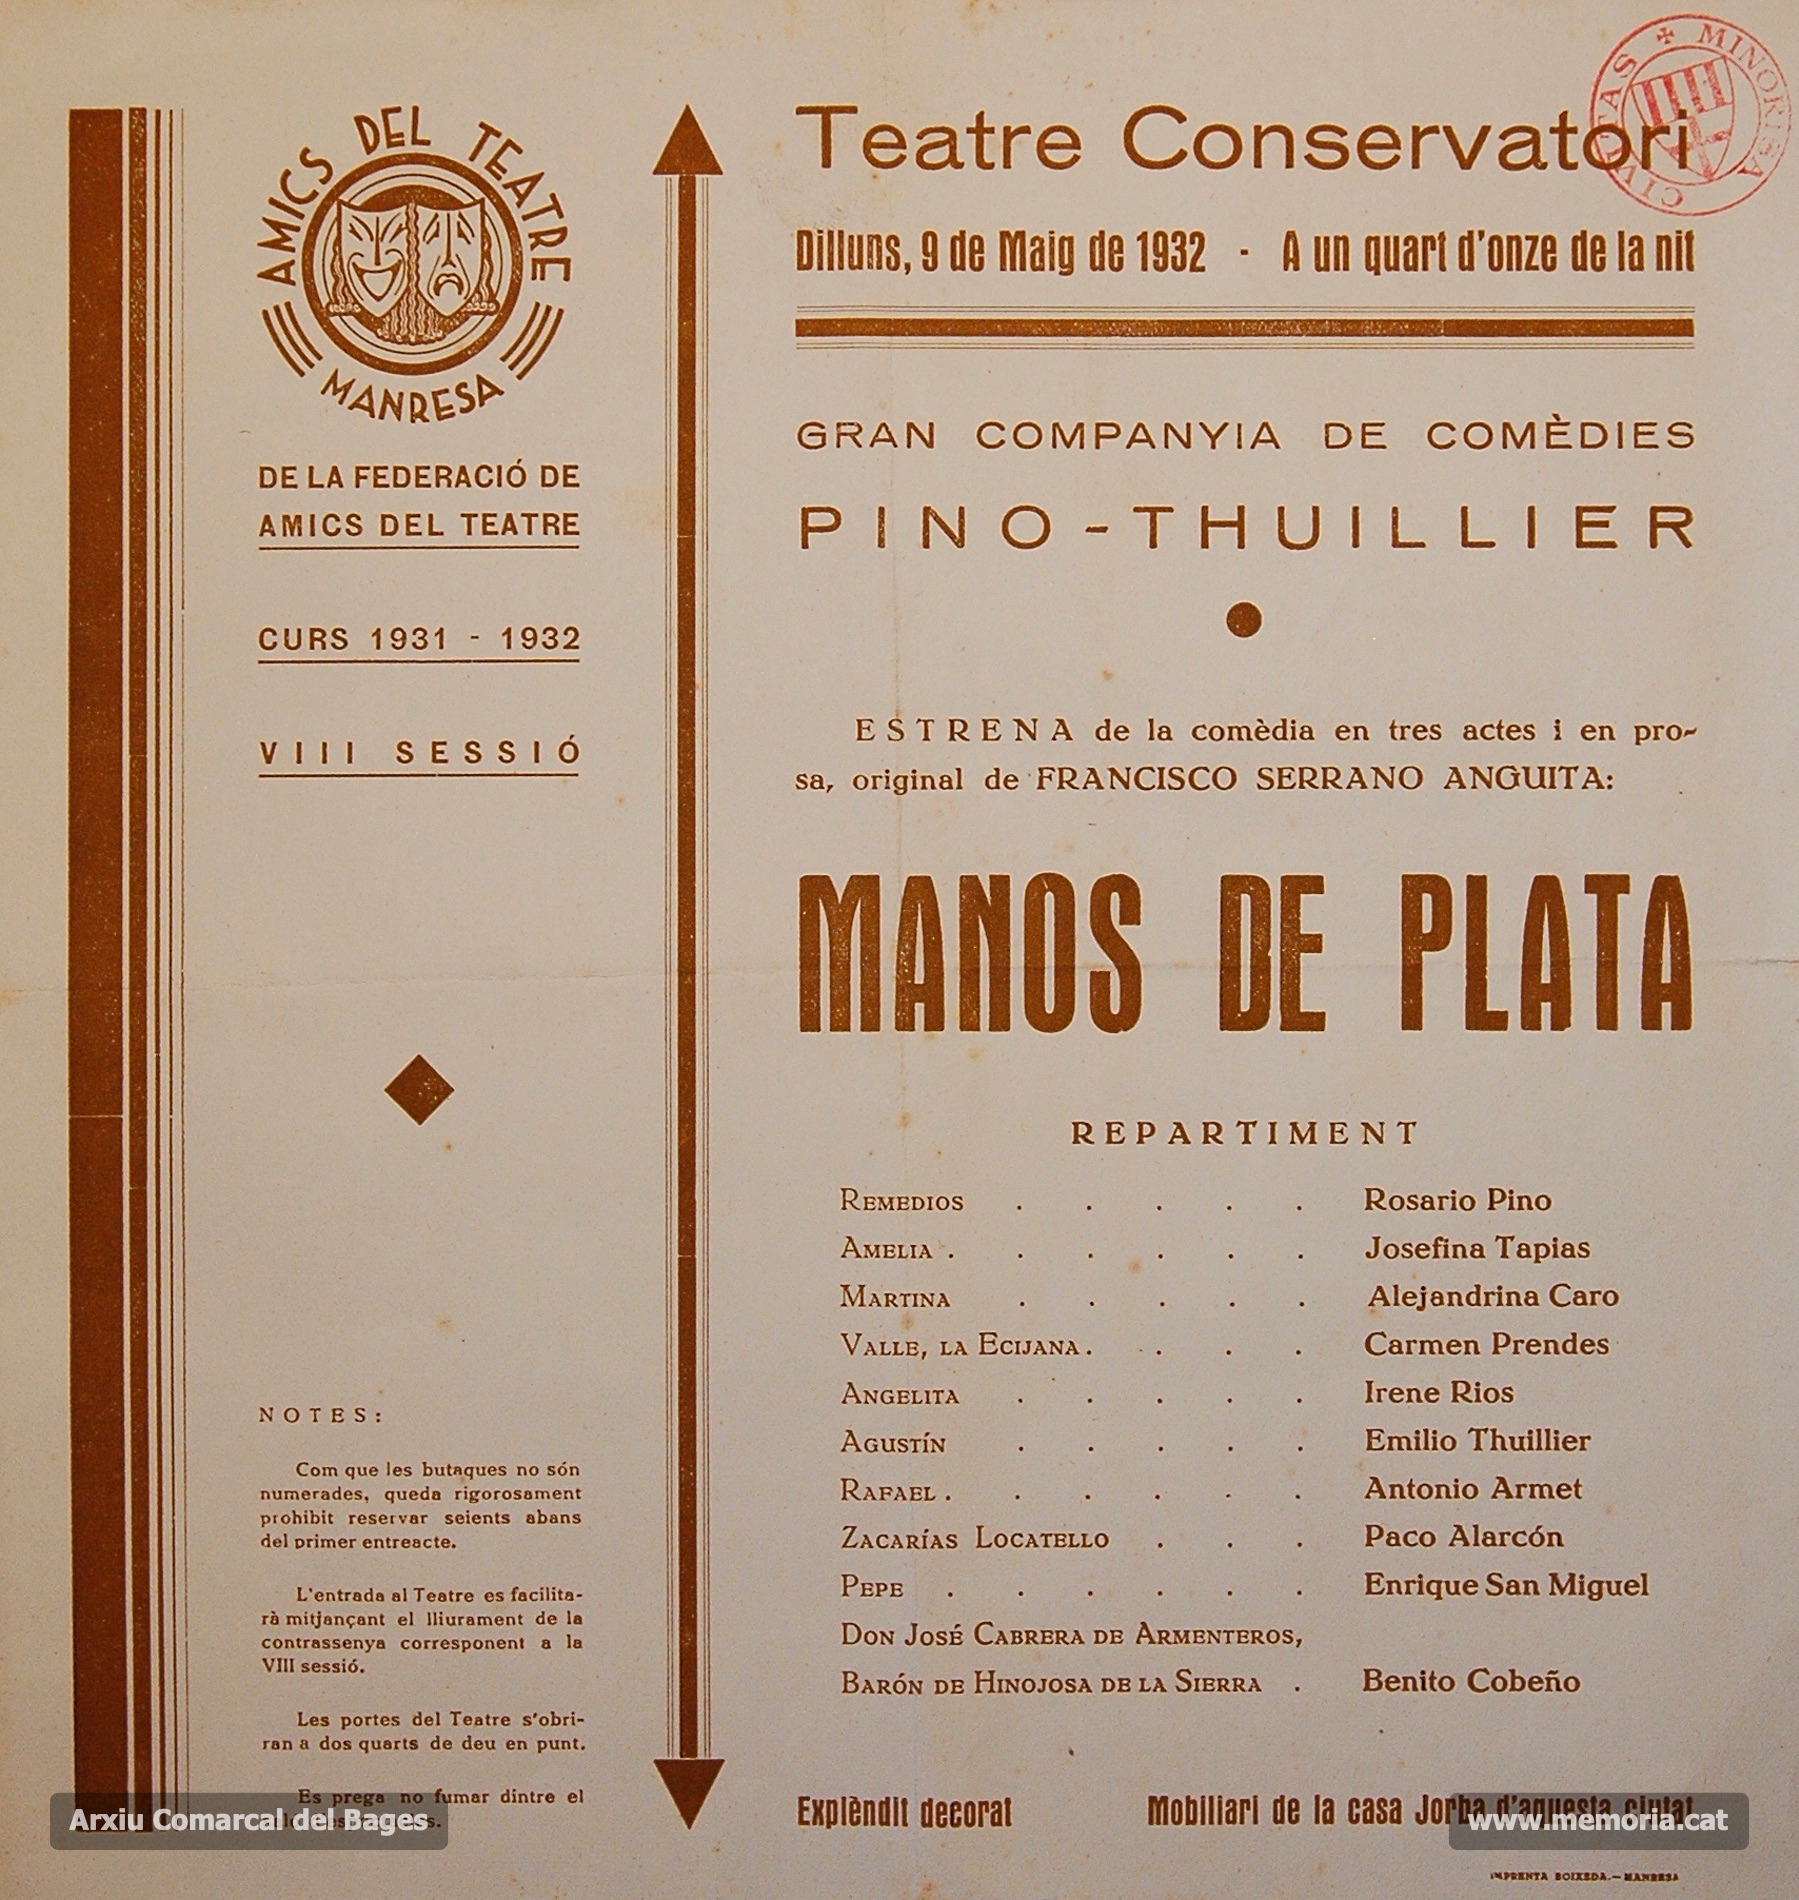 AMICS DEL TEATRE
MANRESA
DE LA FEDERACIÓ DE
AMICS DEL TEATRE
CURS 1931 - 1932
VIII SESSIÓ
NOTES:
Com que les butaques no són
numerades, queda rigorosament
prohibit reservar seients abans
del primer entreacte.
L'entrada al Teatre es facilita-
rà mitjançant el lliurament de la
contrassenya corresponent a la
VIII sessió.
Les portes del Teatre s'obri-
ran a dos quarts de deu en punt.
Es prega no fumar dintre el
Arxiu Comarcal del Bages
CIVITAS MINORISA
Teatre Conservatori
Dilluns, 9 de Maig de 1932 - A un quart d'onze de la nit
GRAN COMPANYIA DE COMÈDIES
PINO-THUILLIER
ESTRENA de la comèdia en tres actes i en pro-
sa, original de FRANCISCO SERRANO ANGUITA:
MANOS DE PLATA
REPARTIMENT
REMEDIOS . . . . . Rosario Pino
AMELIA . . . . . . Josefina Tapias
MARTINA . . . . . Alejandrina Caro
VALLE, LA ECIJANA . . . . Carmen Prendes
ANGELITA . . . . . Irene Rios
AGUSTÍN . . . . . Emilio Thuillier
RAFAEL . . . . . . Antonio Armet
ZACARÍAS LOCATELLO . . . Paco Alarcón
PEPE . . . . . . Enrique San Miguel
DON JOSÉ CABRERA DE ARMENTEROS,
BARÓN DE HINOJOSA DE LA SIERRA . Benito Cobeño
Explèndit decorat Mobiliari de la casa Jorba d'aquesta ciutat
www.memoria.cat
IMPRENTA BOIXEDA.—MANRESA